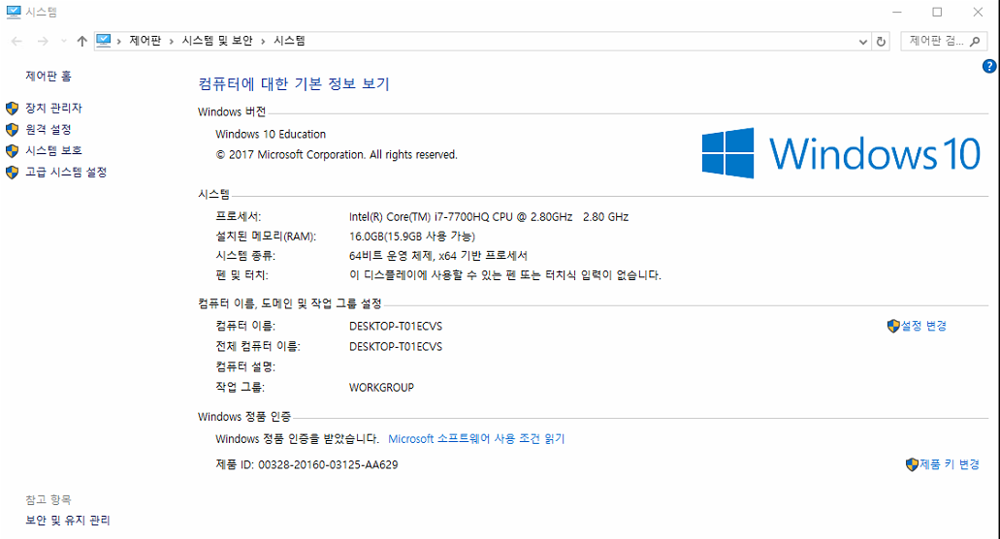 시스템
제어판 › 시스템 및 보안 › 시스템
제어판 검...
제어판 홈
장치 관리자
원격 설정
시스템 보호
고급 시스템 설정
컴퓨터에 대한 기본 정보 보기
Windows 버전
Windows 10 Education
© 2017 Microsoft Corporation. All rights reserved.
Windows 10
시스템
프로세서: Intel(R) Core(TM) i7-7700HQ CPU @ 2.80GHz 2.80 GHz
설치된 메모리(RAM): 16.0GB(15.9GB 사용 가능)
시스템 종류: 64비트 운영 체제, x64 기반 프로세서
펜 및 터치: 이 디스플레이에 사용할 수 있는 펜 또는 터치식 입력이 없습니다.
컴퓨터 이름, 도메인 및 작업 그룹 설정
컴퓨터 이름: DESKTOP-T01ECVS 설정 변경
전체 컴퓨터 이름: DESKTOP-T01ECVS
컴퓨터 설명:
작업 그룹: WORKGROUP
Windows 정품 인증
Windows 정품 인증을 받았습니다. Microsoft 소프트웨어 사용 조건 읽기
제품 ID: 00328-20160-03125-AA629 제품 키 변경
참고 항목
보안 및 유지 관리